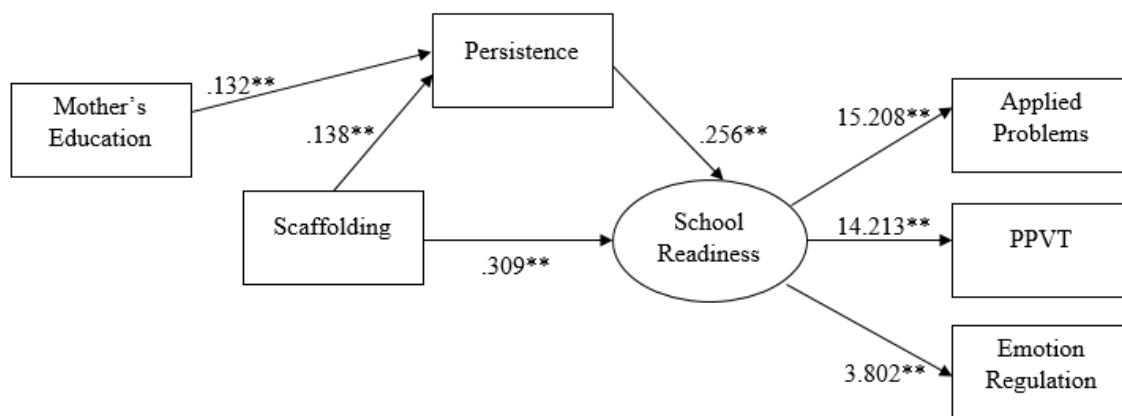 Persistence
.132**
Mother's
Education
.138**
.256**
15.208**
Applied
Problems
Scaffolding
.309**
School
Readiness
14.213**
PPVT
3.802**
Emotion
Regulation